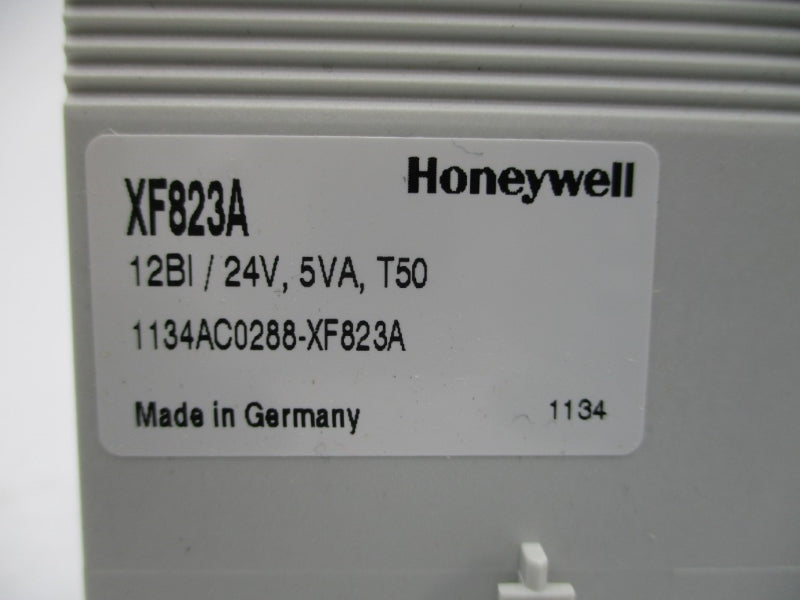 Honeywell
XF823A
12BI / 24V, 5VA, T50
1134AC0288-XF823A
Made in Germany 1134